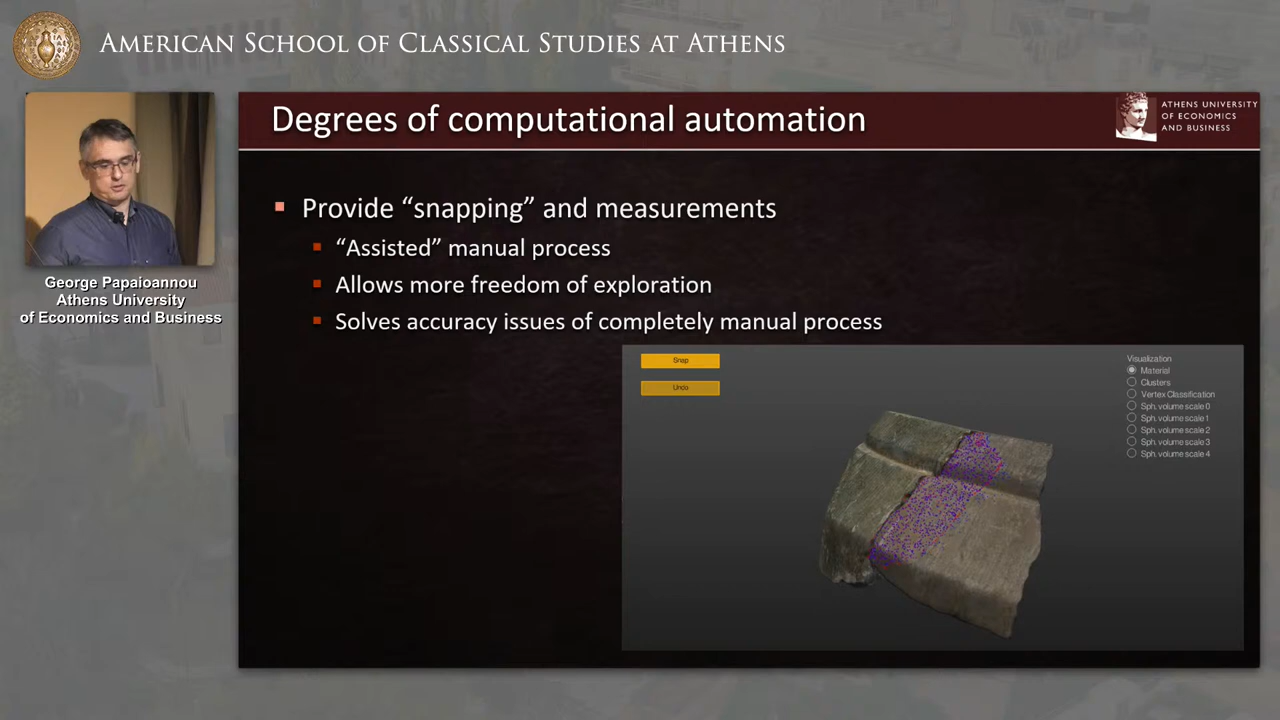 AMERICAN SCHOOL OF CLASSICAL STUDIES AT ATHENS
Degrees of computational automation
ATHENS UNIVERSITY
OF ECONOMICS
AND BUSINESS
Provide “snapping” and measurements
“Assisted” manual process
Allows more freedom of exploration
Solves accuracy issues of completely manual process
George Papaioannou
Athens University
of Economics and Business
Snap
Undo
Visualization
Material
Clusters
Vertex Classification
Sph. volume scale 0
Sph. volume scale 1
Sph. volume scale 2
Sph. volume scale 3
Sph. volume scale 4